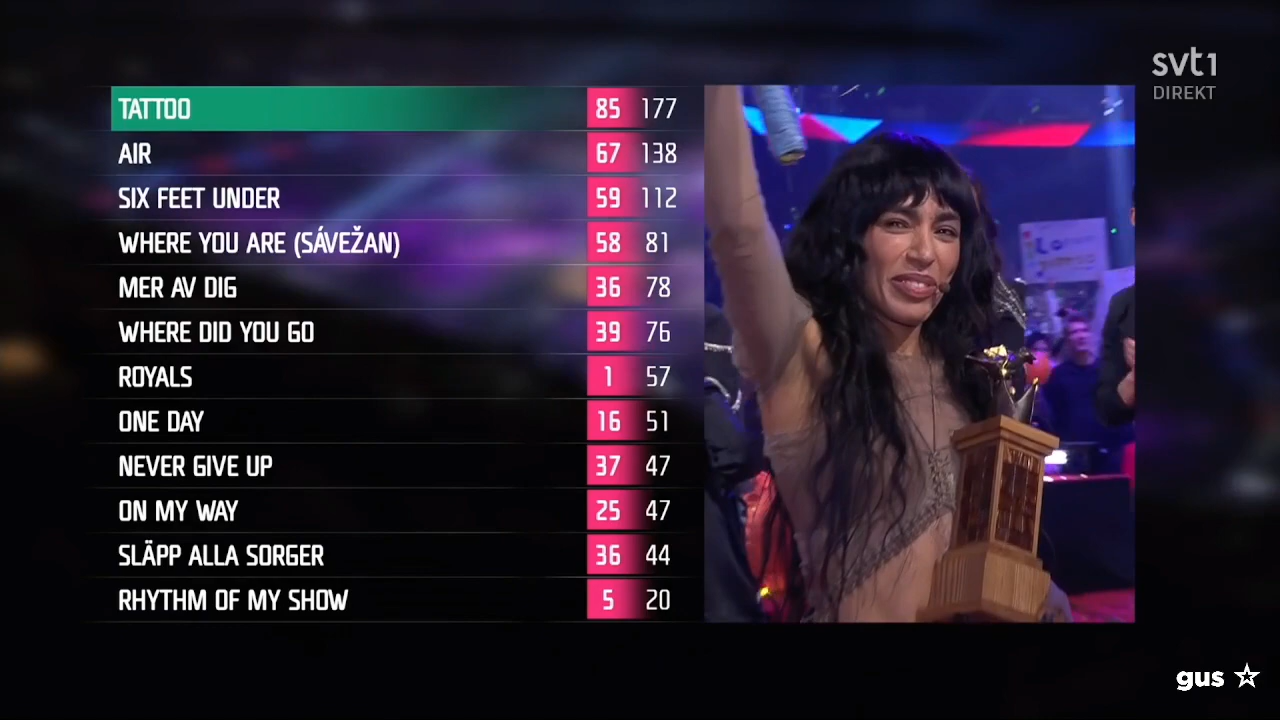 svt1
DIREKT
TATTOO 85 177
AIR 67 138
SIX FEET UNDER 59 112
WHERE YOU ARE (SÁVEŽAN) 58 81
MER AV DIG 36 78
WHERE DID YOU GO 39 76
ROYALS 1 57
ONE DAY 16 51
NEVER GIVE UP 37 47
ON MY WAY 25 47
SLÄPP ALLA SORGER 36 44
RHYTHM OF MY SHOW 5 20
gus